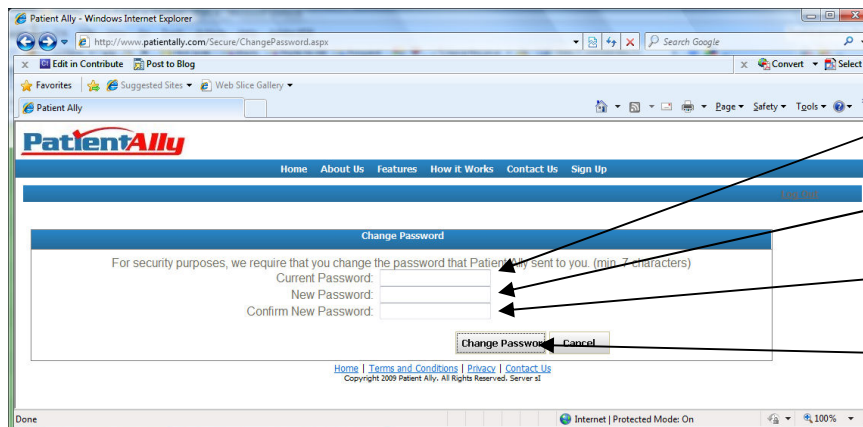 Patient Ally - Windows Internet Explorer
http://www.patientally.com/Secure/ChangePassword.aspx
Search Google
x Edit in Contribute Post to Blog
x Convert Select
Favorites Suggested Sites Web Slice Gallery
Patient Ally
Page Safety Tools
PatientAlly
Home About Us Features How it Works Contact Us Sign Up
Change Password
For security purposes, we require that you change the password that Patient Ally sent to you. (min. 7 characters)
Current Password:
New Password:
Confirm New Password:
Change Password Cancel
Home | Terms and Conditions | Privacy | Contact Us
Copyright 2009 Patient Ally. All Rights Reserved. Server sI
Done Internet | Protected Mode: On 100%